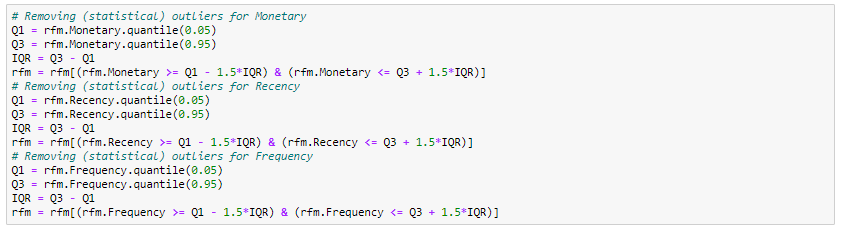 # Removing (statistical) outliers for Monetary
Q1 = rfm.Monetary.quantile(0.05)
Q3 = rfm.Monetary.quantile(0.95)
IQR = Q3 - Q1
rfm = rfm[(rfm.Monetary >= Q1 - 1.5*IQR) & (rfm.Monetary <= Q3 + 1.5*IQR)]
# Removing (statistical) outliers for Recency
Q1 = rfm.Recency.quantile(0.05)
Q3 = rfm.Recency.quantile(0.95)
IQR = Q3 - Q1
rfm = rfm[(rfm.Recency >= Q1 - 1.5*IQR) & (rfm.Recency <= Q3 + 1.5*IQR)]
# Removing (statistical) outliers for Frequency
Q1 = rfm.Frequency.quantile(0.05)
Q3 = rfm.Frequency.quantile(0.95)
IQR = Q3 - Q1
rfm = rfm[(rfm.Frequency >= Q1 - 1.5*IQR) & (rfm.Frequency <= Q3 + 1.5*IQR)]